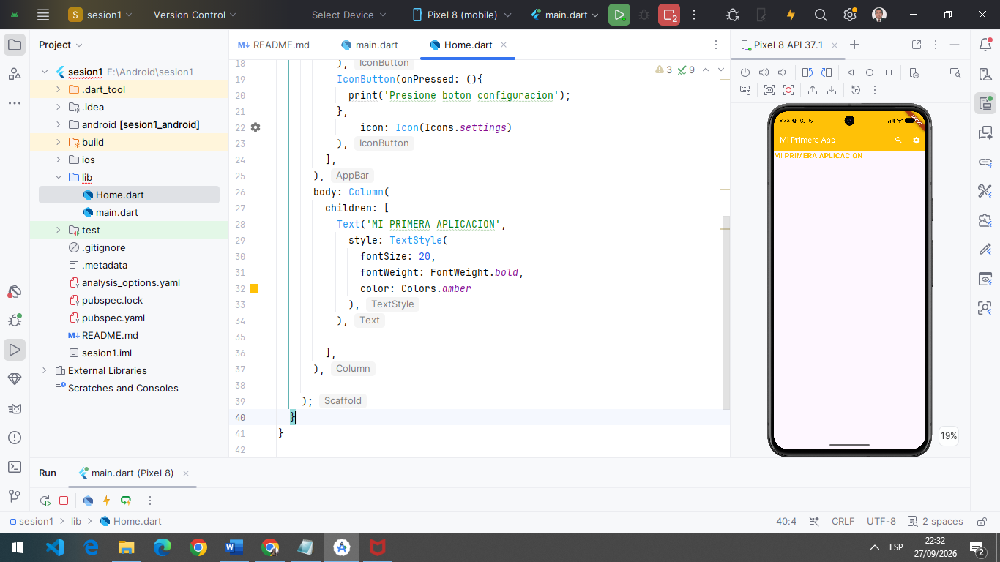 S sesion1
Version Control
Select Device
Pixel 8 (mobile)
main.dart
2
Project
sesion1 E:\Android\sesion1
.dart_tool
.idea
android [sesion1_android]
build
ios
lib
Home.dart
main.dart
test
.gitignore
.metadata
analysis_options.yaml
pubspec.lock
pubspec.yaml
M↓ README.md
sesion1.iml
External Libraries
Scratches and Consoles
M↓ README.md
main.dart
Home.dart
3 9
18 ), IconButton
19 IconButton(onPressed: (){
20 print('Presione boton configuracion');
21 },
22 icon: Icon(Icons.settings)
23 ), IconButton
24 ],
25 ), AppBar
26 body: Column(
27 children: [
28 Text('MI PRIMERA APLICACION',
29 style: TextStyle(
30 fontSize: 20,
31 fontWeight: FontWeight.bold,
32 color: Colors.amber
33 ), TextStyle
34 ), Text
35
36 ],
37 ), Column
38
39 ); Scaffold
40 }
41 }
42
Pixel 8 API 37.1
8:32
Mi Primera App
MI PRIMERA APLICACION
19%
Run
main.dart (Pixel 8)
sesion1 > lib > Home.dart
40:4
CRLF
UTF-8
2 spaces
ESP
22:32
27/09/2026
2